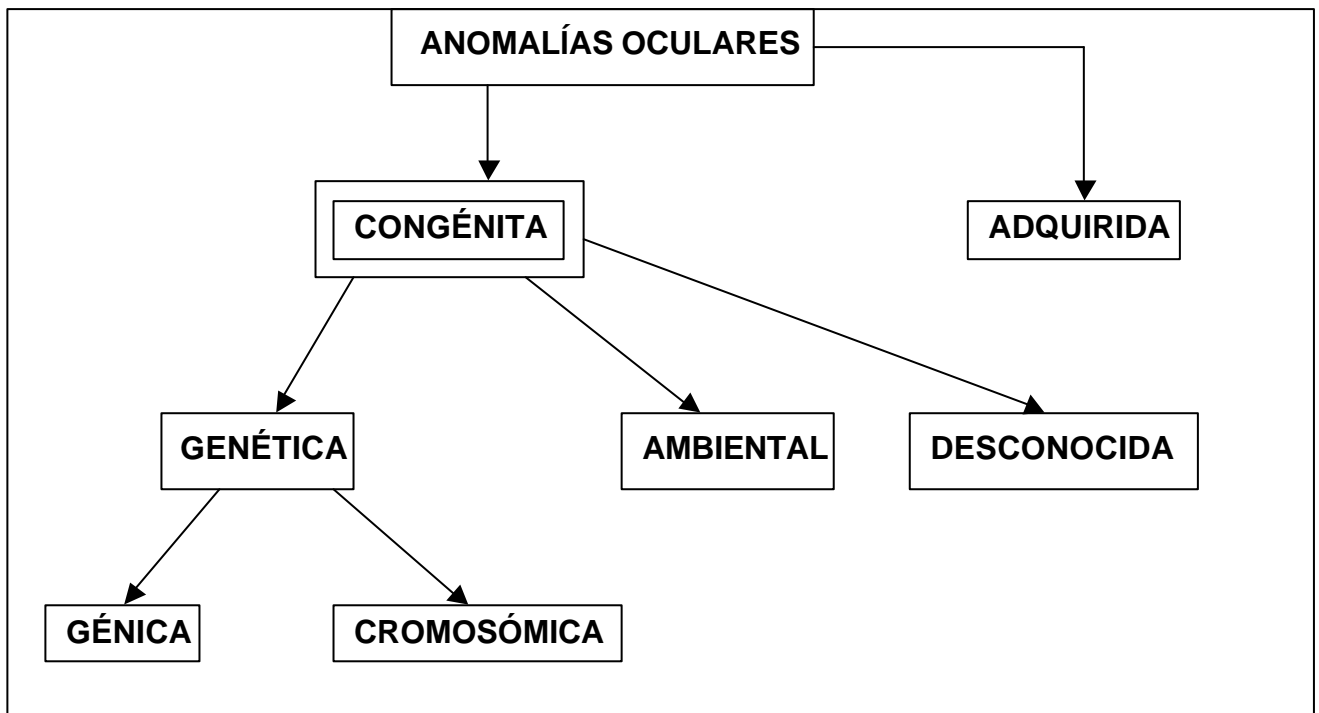 ANOMALÍAS OCULARES
CONGÉNITA
ADQUIRIDA
GENÉTICA
AMBIENTAL
DESCONOCIDA
GÉNICA
CROMOSÓMICA